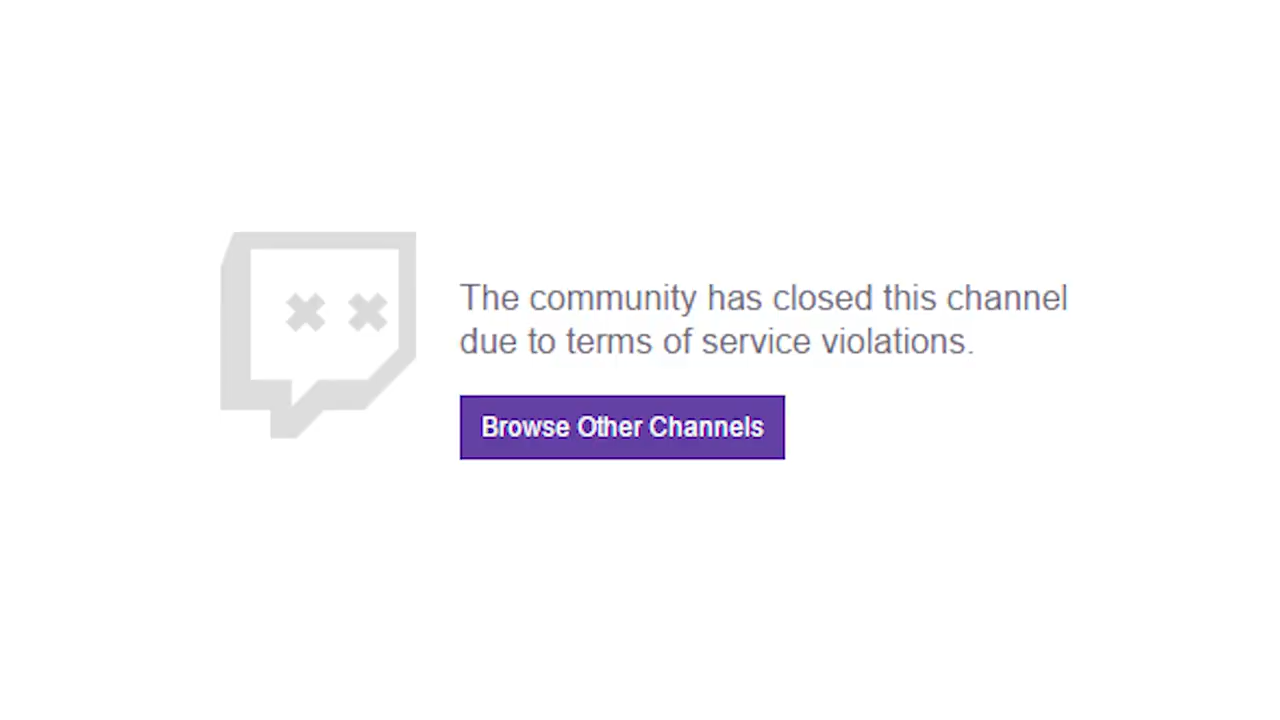 The community has closed this channel
due to terms of service violations.
Browse Other Channels